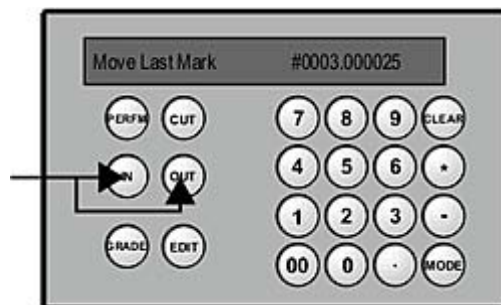 Move Last Mark #0003.000025
PERFM CUT 7 8 9 CLEAR
IN OUT 4 5 6 *
1 2 3 -
GRADE EDIT 00 0 . MODE